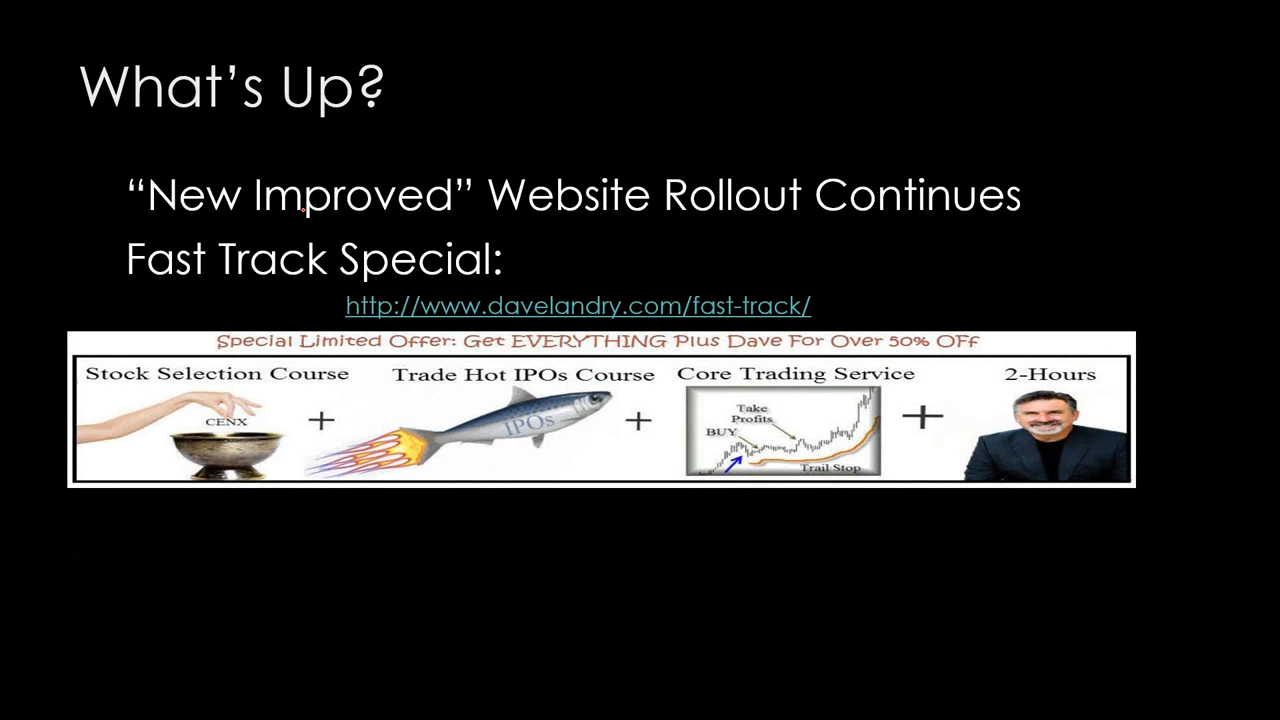 What’s Up?
“New Improved” Website Rollout Continues
Fast Track Special:
http://www.davelandry.com/fast-track/
Special Limited Offer: Get EVERYTHING Plus Dave For Over 50% OFf
Stock Selection Course
Trade Hot IPOs Course
Core Trading Service
2-Hours
CENX
+
IPOs
+
Take
Profits
BUY
Trail Stop
+